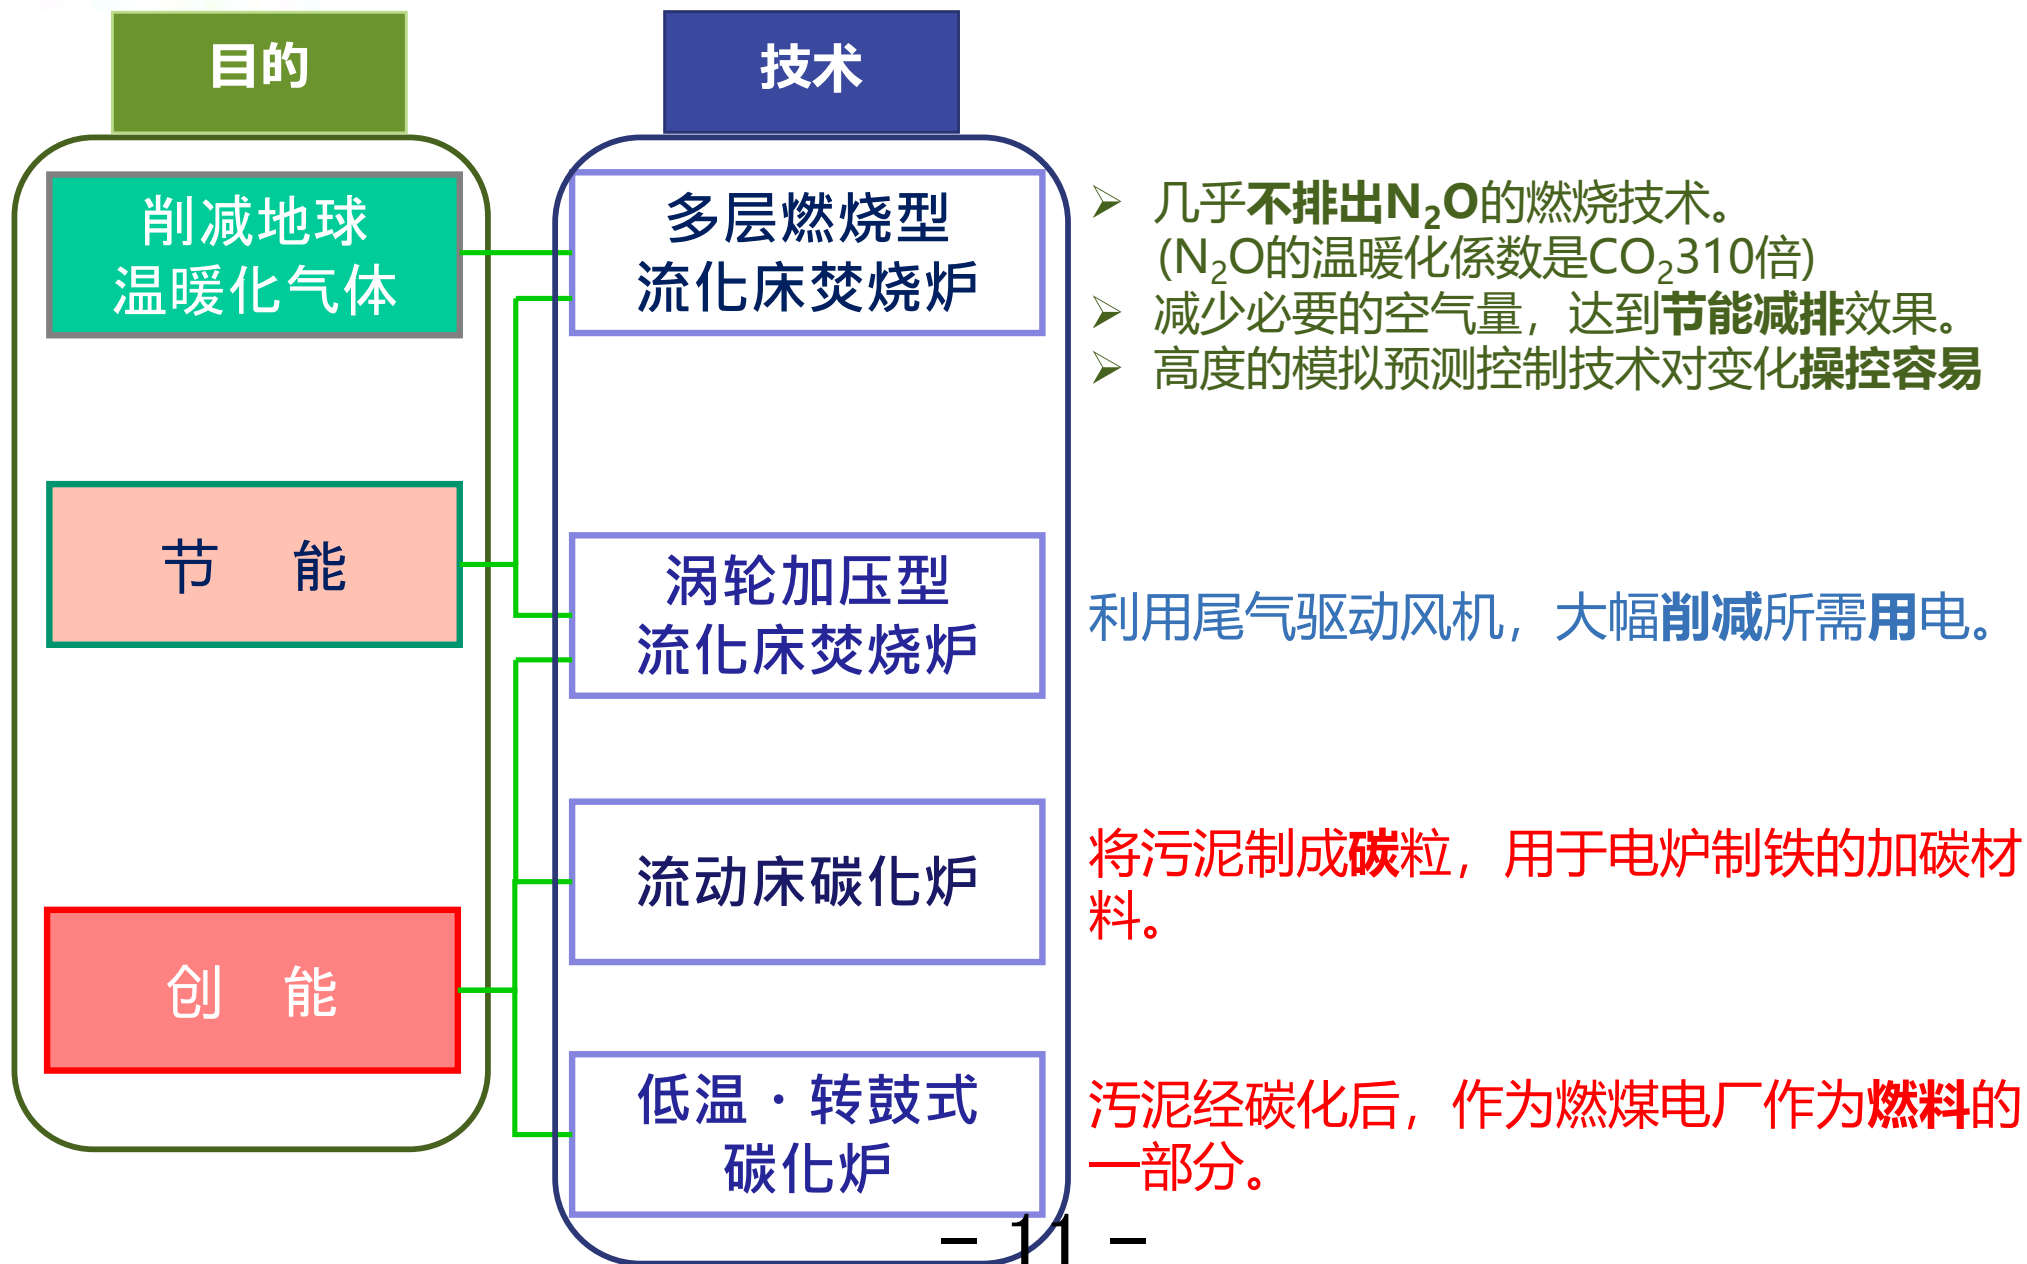 目的
技术
削减地球
温暖化气体
节 能
创 能
多层燃烧型
流化床焚烧炉
涡轮加压型
流化床焚烧炉
流动床碳化炉
低温・转鼓式
碳化炉
➢ 几乎不排出N₂O的燃烧技术。
(N₂O的温暖化係数是CO₂310倍)
➢ 减少必要的空气量，达到节能减排效果。
➢ 高度的模拟预测控制技术对变化操控容易
利用尾气驱动风机，大幅削减所需用电。
将污泥制成碳粒，用于电炉制铁的加碳材
料。
污泥经碳化后，作为燃煤电厂作为燃料的
一部分。
- 11 -